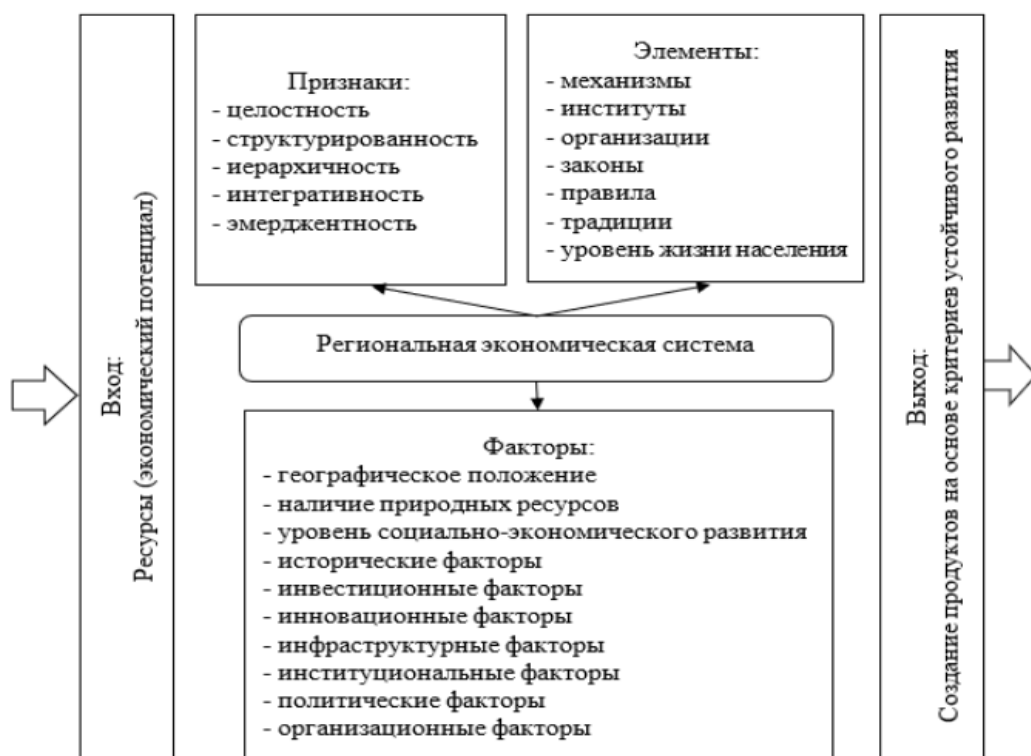 Вход:
Ресурсы (экономический потенциал)
Признаки:
- целостность
- структурированность
- иерархичность
- интегративность
- эмерджентность
Элементы:
- механизмы
- институты
- организации
- законы
- правила
- традиции
- уровень жизни населения
Региональная экономическая система
Факторы:
- географическое положение
- наличие природных ресурсов
- уровень социально-экономического развития
- исторические факторы
- инвестиционные факторы
- инновационные факторы
- инфраструктурные факторы
- институциональные факторы
- политические факторы
- организационные факторы
Выход:
Создание продуктов на основе критериев устойчивого развития